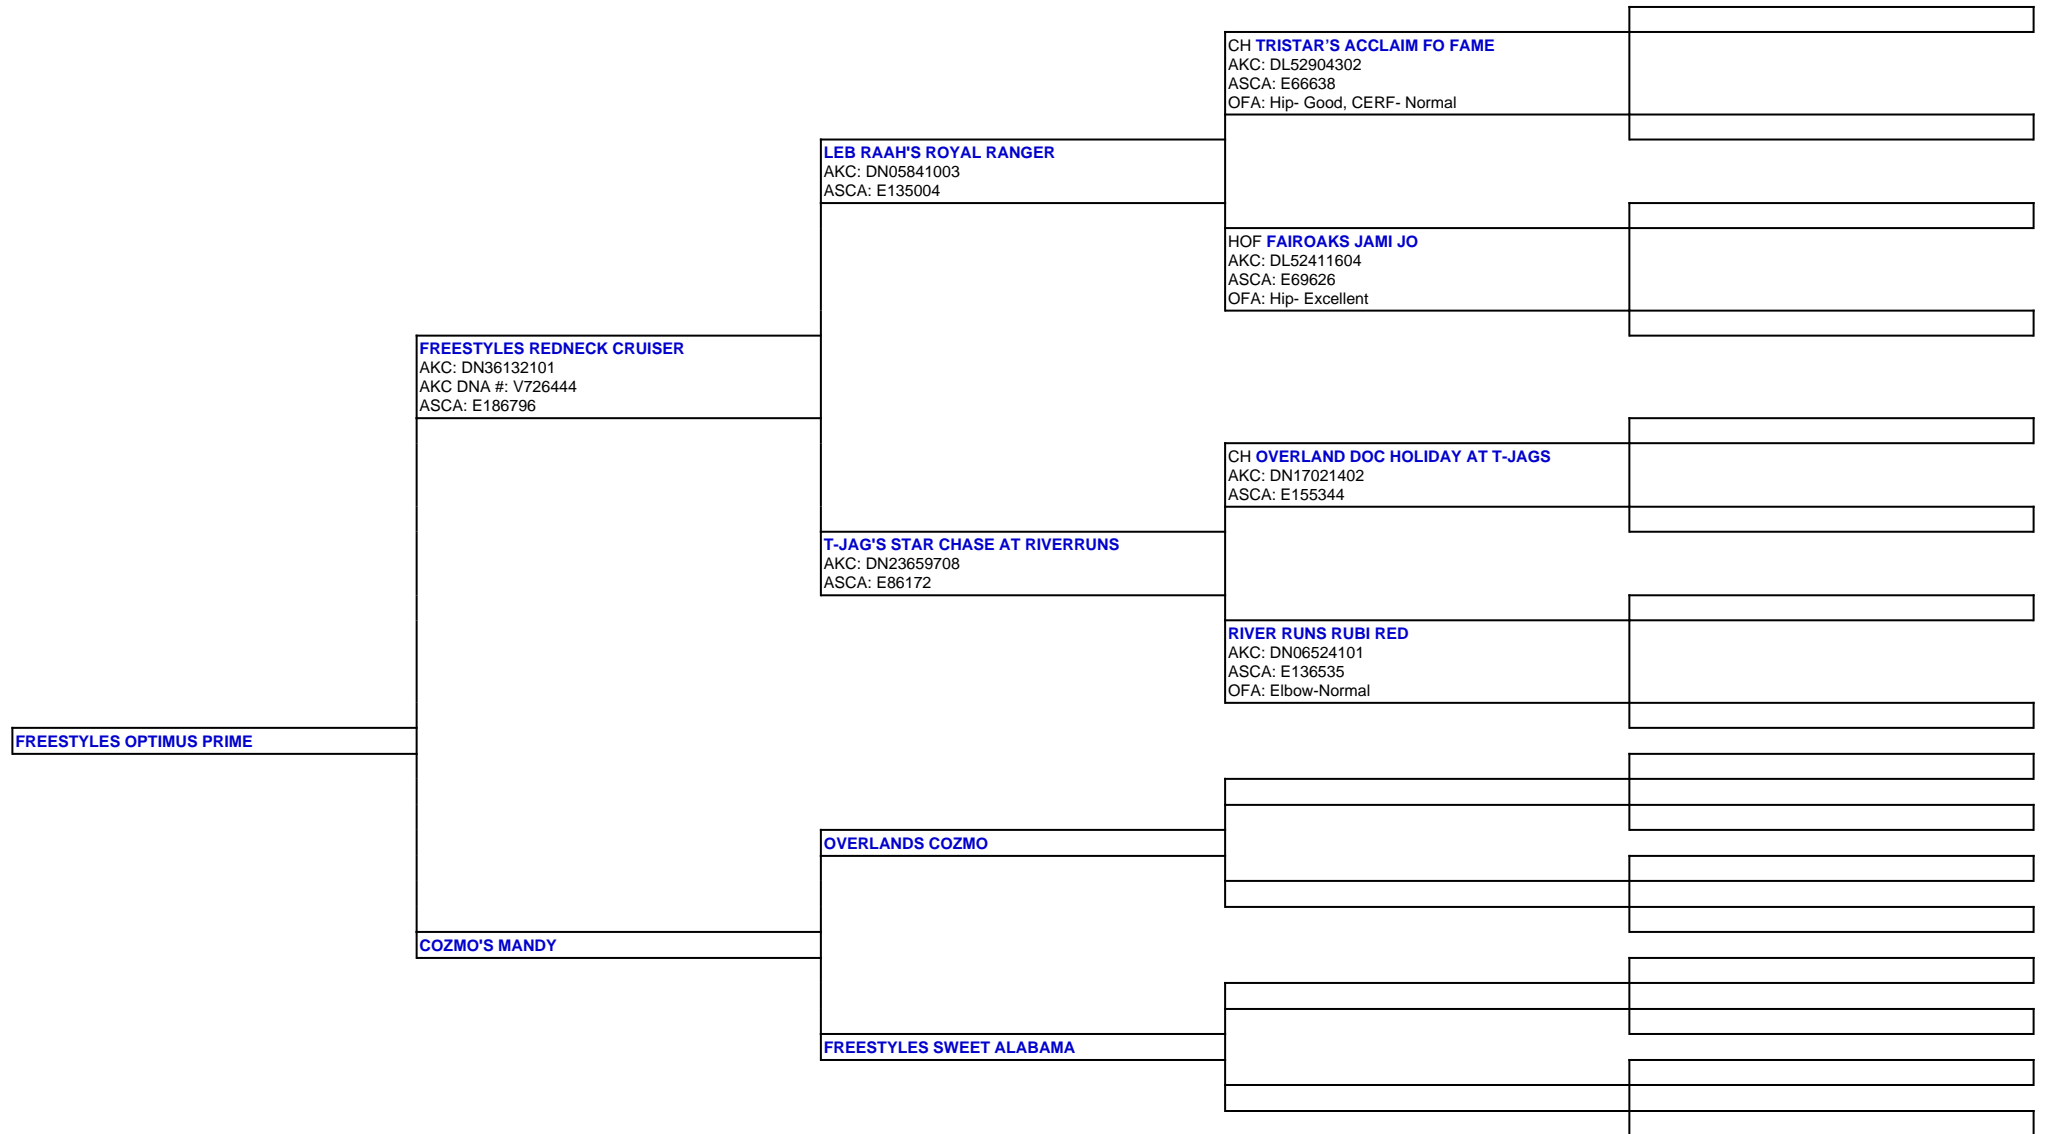 CH TRISTAR’S ACCLAIM FO FAME
AKC: DL52904302
ASCA: E66638
OFA: Hip- Good, CERF- Normal
LEB RAAH'S ROYAL RANGER
AKC: DN05841003
ASCA: E135004
HOF FAIROAKS JAMI JO
AKC: DL52411604
ASCA: E69626
OFA: Hip- Excellent
FREESTYLES REDNECK CRUISER
AKC: DN36132101
AKC DNA #: V726444
ASCA: E186796
CH OVERLAND DOC HOLIDAY AT T-JAGS
AKC: DN17021402
ASCA: E155344
T-JAG'S STAR CHASE AT RIVERRUNS
AKC: DN23659708
ASCA: E86172
RIVER RUNS RUBI RED
AKC: DN06524101
ASCA: E136535
OFA: Elbow-Normal
FREESTYLES OPTIMUS PRIME
OVERLANDS COZMO
COZMO'S MANDY
FREESTYLES SWEET ALABAMA